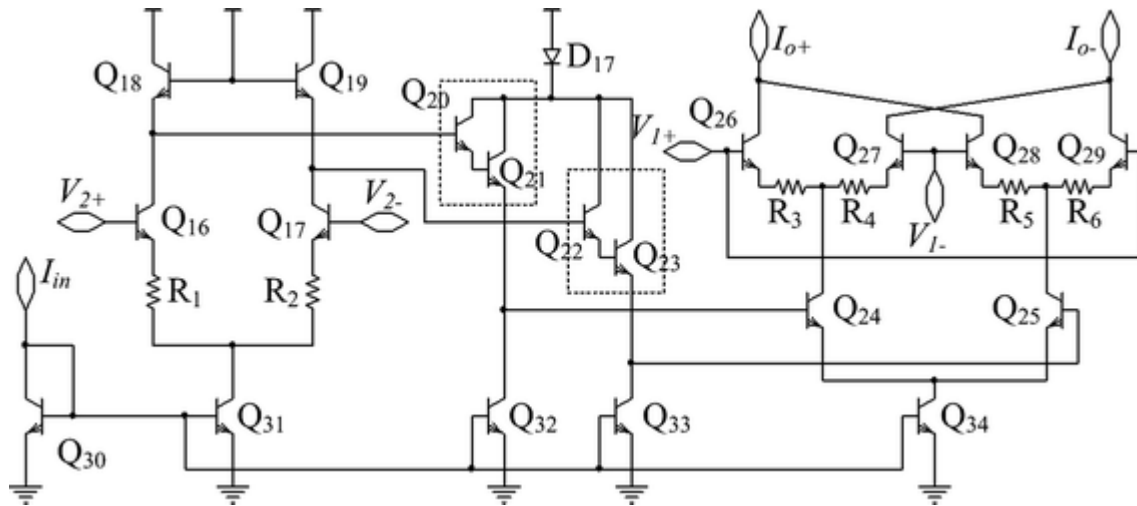 Q18
Q19
Q20
D17
Io+
Io-
Q26
V1+
Q27
Q28
Q29
Q21
V2+
Q16
Q17
V2-
Q22
Q23
R3
R4
R5
R6
V1-
Iin
R1
R2
Q24
Q25
Q30
Q31
Q32
Q33
Q34